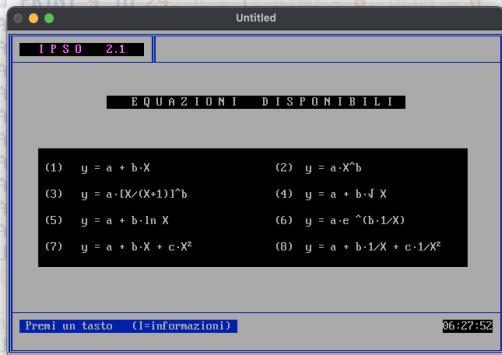 Untitled
I P S O 2.1
E Q U A Z I O N I D I S P O N I B I L I
(1) y = a + b·X (2) y = a·X^b
(3) y = a·[X/(X+1)]^b (4) y = a + b·√ X
(5) y = a + b·ln X (6) y = a·e ^(b·1/X)
(7) y = a + b·X + c·X² (8) y = a + b·1/X + c·1/X²
Premi un tasto (I=informazioni) 06:27:52